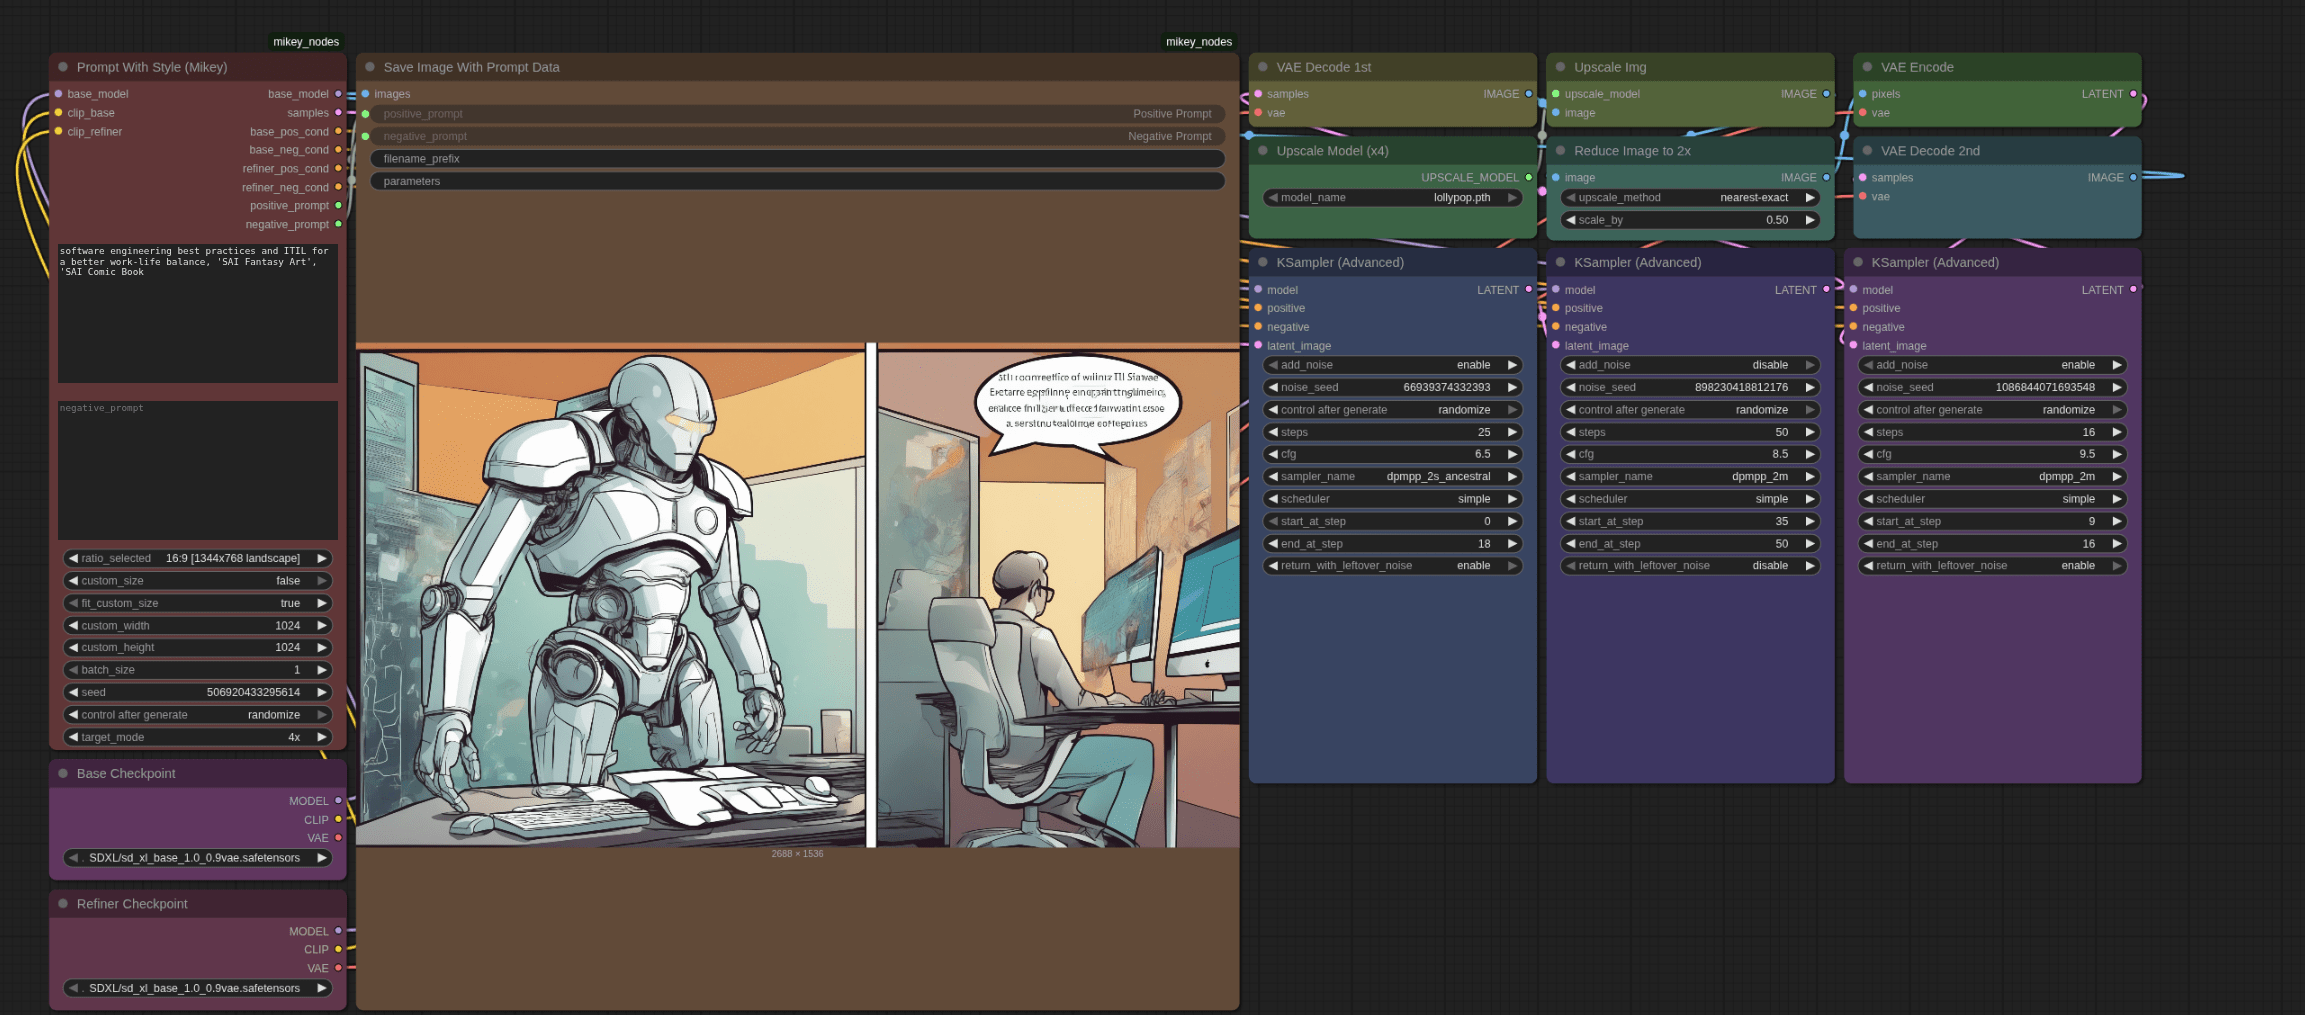 mikey_nodes
Prompt With Style (Mikey)
base_model
clip_base
clip_refiner
base_model
samples
base_pos_cond
base_neg_cond
refiner_pos_cond
refiner_neg_cond
positive_prompt
negative_prompt
software engineering best practices and ITIL for
a better work-life balance, 'SAI Fantasy Art',
'SAI Comic Book
negative_prompt
ratio_selected 16:9 [1344x768 landscape]
custom_size false
fit_custom_size true
custom_width 1024
custom_height 1024
batch_size 1
seed 506920433295614
control after generate randomize
target_mode 4x
Base Checkpoint
MODEL
CLIP
VAE
SDXL/sd_xl_base_1.0_0.9vae.safetensors
Refiner Checkpoint
MODEL
CLIP
VAE
SDXL/sd_xl_base_1.0_0.9vae.safetensors
mikey_nodes
Save Image With Prompt Data
images
positive_prompt Positive Prompt
negative_prompt Negative Prompt
filename_prefix
parameters
2688 × 1536
VAE Decode 1st
samples IMAGE
vae
Upscale Model (x4)
UPSCALE_MODEL
model_name lollypop.pth
Upscale Img
upscale_model IMAGE
image
Reduce Image to 2x
image IMAGE
upscale_method nearest-exact
scale_by 0.50
VAE Encode
pixels LATENT
vae
VAE Decode 2nd
samples IMAGE
vae
KSampler (Advanced)
model LATENT
positive
negative
latent_image
add_noise enable
noise_seed 66939374332393
control after generate randomize
steps 25
cfg 6.5
sampler_name dpmpp_2s_ancestral
scheduler simple
start_at_step 0
end_at_step 18
return_with_leftover_noise enable
KSampler (Advanced)
model LATENT
positive
negative
latent_image
add_noise disable
noise_seed 898230418812176
control after generate randomize
steps 50
cfg 8.5
sampler_name dpmpp_2m
scheduler simple
start_at_step 35
end_at_step 50
return_with_leftover_noise disable
KSampler (Advanced)
model LATENT
positive
negative
latent_image
add_noise enable
noise_seed 1086844071693548
control after generate randomize
steps 16
cfg 9.5
sampler_name dpmpp_2m
scheduler simple
start_at_step 9
end_at_step 16
return_with_leftover_noise enable